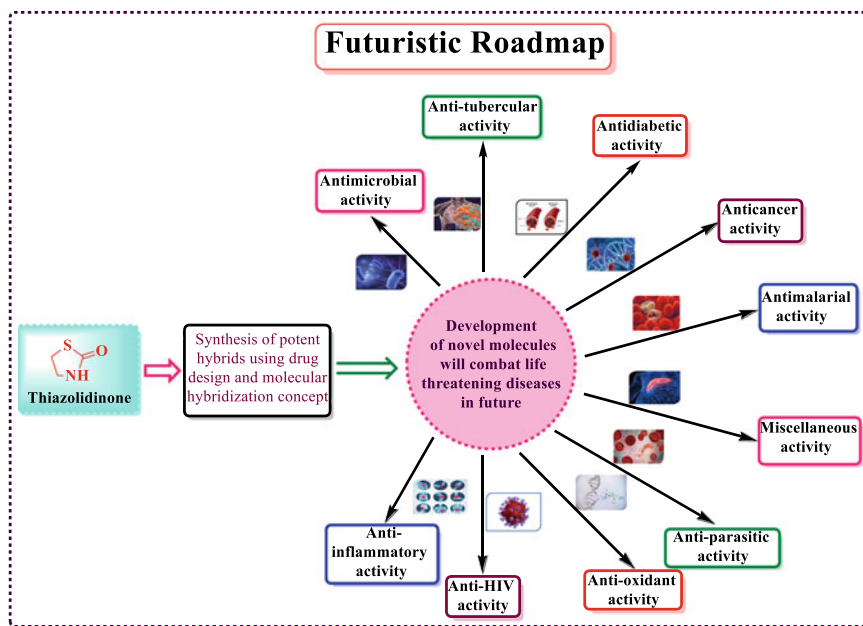 Futuristic Roadmap
Anti-tubercular
activity
Antidiabetic
activity
Antimicrobial
activity
Anticancer
activity
Antimalarial
activity
S
O
NH
Thiazolidinone
Synthesis of potent
hybrids using drug
design and molecular
hybridization concept
Development
of novel molecules
will combat life
threatening diseases
in future
Miscellaneous
activity
Anti-
inflammatory
activity
Anti-HIV
activity
Anti-oxidant
activity
Anti-parasitic
activity